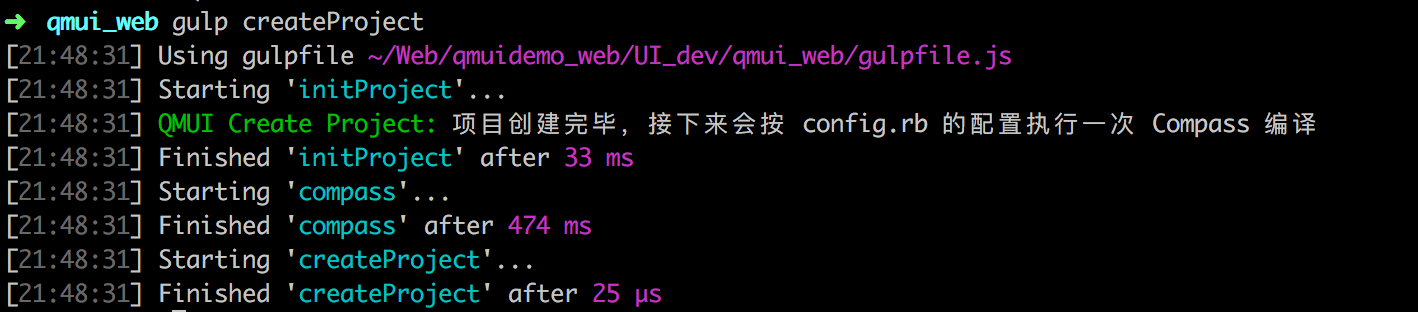 ➜ qmui_web gulp createProject
[21:48:31] Using gulpfile ~/Web/qmuidemo_web/UI_dev/qmui_web/gulpfile.js
[21:48:31] Starting 'initProject'...
[21:48:31] QMUI Create Project: 项目创建完毕，接下来会按 config.rb 的配置执行一次 Compass 编译
[21:48:31] Finished 'initProject' after 33 ms
[21:48:31] Starting 'compass'...
[21:48:31] Finished 'compass' after 474 ms
[21:48:31] Starting 'createProject'...
[21:48:31] Finished 'createProject' after 25 μs